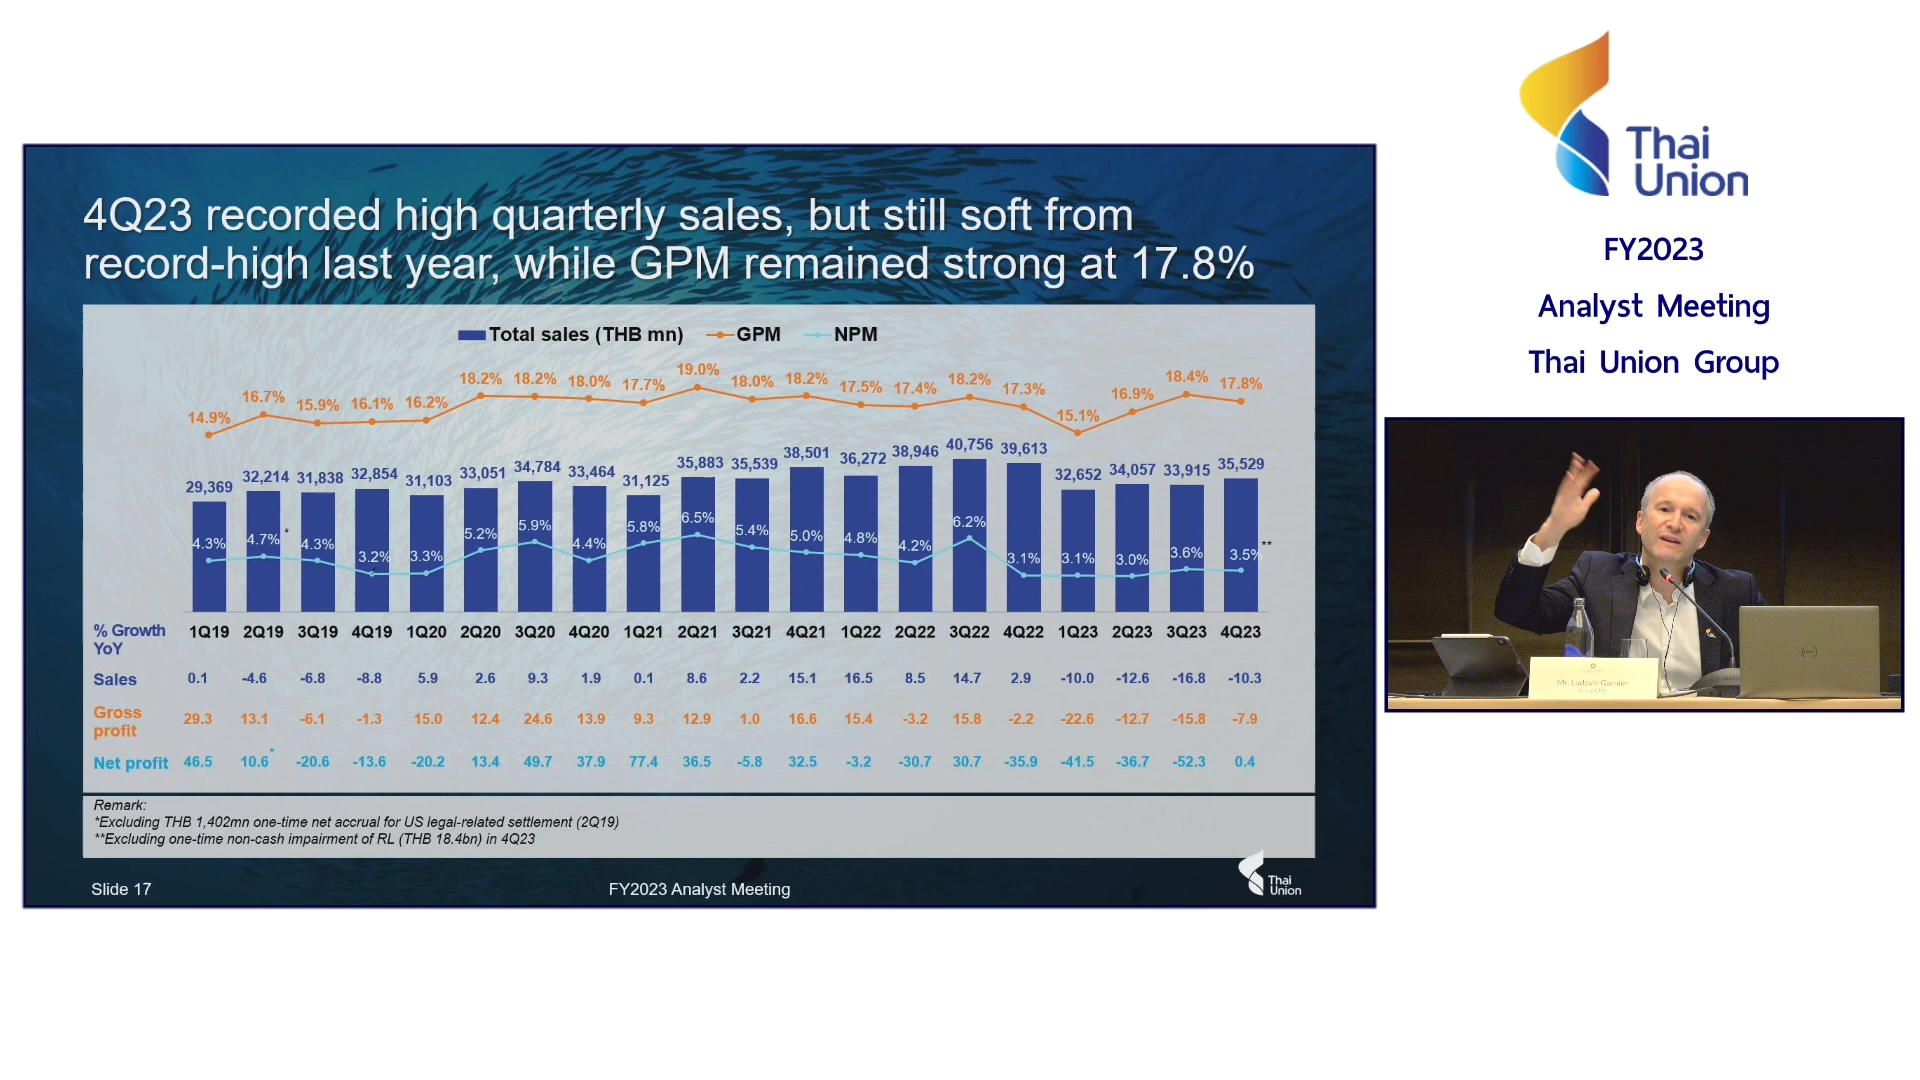 4Q23 recorded high quarterly sales, but still soft from
record-high last year, while GPM remained strong at 17.8%
Total sales (THB mn) GPM NPM
14.9% 16.7% 15.9% 16.1% 16.2% 18.2% 18.2% 18.0% 17.7% 19.0% 18.0% 18.2% 17.5% 17.4% 18.2% 17.3% 15.1% 16.9% 18.4% 17.8%
29,369 32,214 31,838 32,854 31,103 33,051 34,784 33,464 31,125 35,883 35,539 38,501 36,272 38,946 40,756 39,613 32,652 34,057 33,915 35,529
4.3% 4.7% * 4.3% 3.2% 3.3% 5.2% 5.9% 4.4% 5.8% 6.5% 5.4% 5.0% 4.8% 4.2% 6.2% 3.1% 3.1% 3.0% 3.6% 3.5% **
% Growth
YoY
1Q19 2Q19 3Q19 4Q19 1Q20 2Q20 3Q20 4Q20 1Q21 2Q21 3Q21 4Q21 1Q22 2Q22 3Q22 4Q22 1Q23 2Q23 3Q23 4Q23
Sales 0.1 -4.6 -6.8 -8.8 5.9 2.6 9.3 1.9 0.1 8.6 2.2 15.1 16.5 8.5 14.7 2.9 -10.0 -12.6 -16.8 -10.3
Gross
profit
29.3 13.1 -6.1 -1.3 15.0 12.4 24.6 13.9 9.3 12.9 1.0 16.6 15.4 -3.2 15.8 -2.2 -22.6 -12.7 -15.8 -7.9
Net profit 46.5 10.6* -20.6 -13.6 -20.2 13.4 49.7 37.9 77.4 36.5 -5.8 32.5 -3.2 -30.7 30.7 -35.9 -41.5 -36.7 -52.3 0.4
Remark:
*Excluding THB 1,402mn one-time net accrual for US legal-related settlement (2Q19)
**Excluding one-time non-cash impairment of RL (THB 18.4bn) in 4Q23
Slide 17
FY2023 Analyst Meeting
Thai
Union
Thai
Union
FY2023
Analyst Meeting
Thai Union Group
Mr. Ludovic Garnier